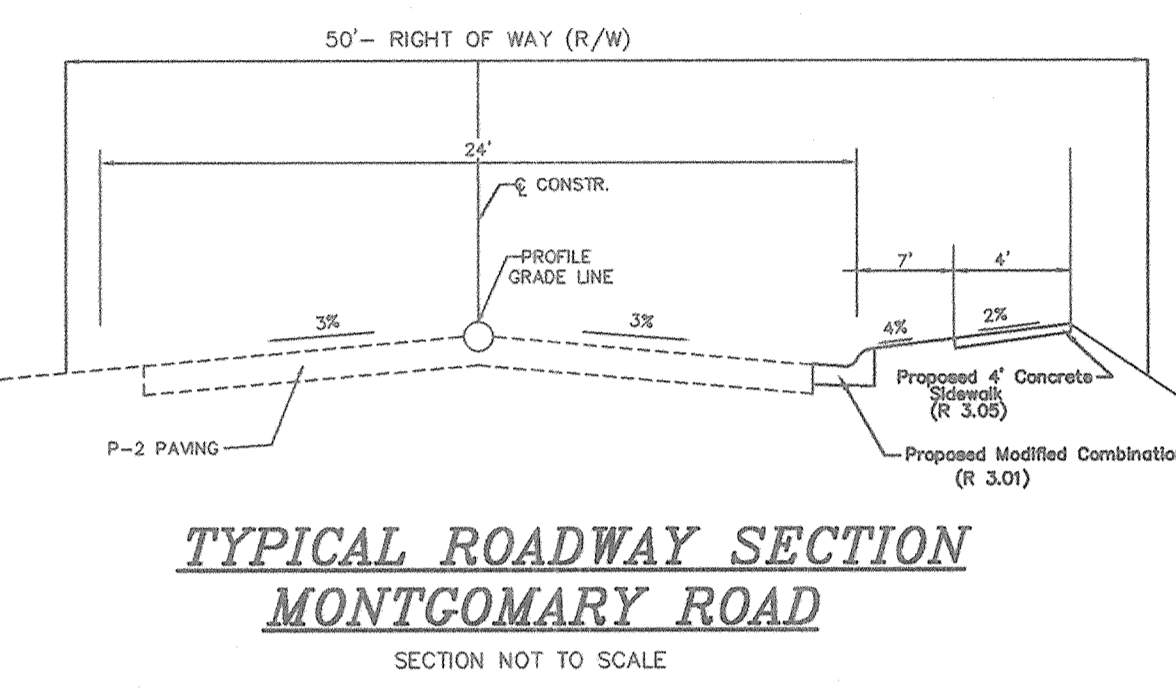 50'- RIGHT OF WAY (R/W)
24'
℄ CONSTR.
PROFILE
GRADE LINE
7'
4'
3%
3%
4%
2%
Proposed 4' Concrete
Sidewalk
(R 3.05)
P-2 PAVING
Proposed Modified Combinatio
(R 3.01)
TYPICAL ROADWAY SECTION
MONTGOMARY ROAD
SECTION NOT TO SCALE